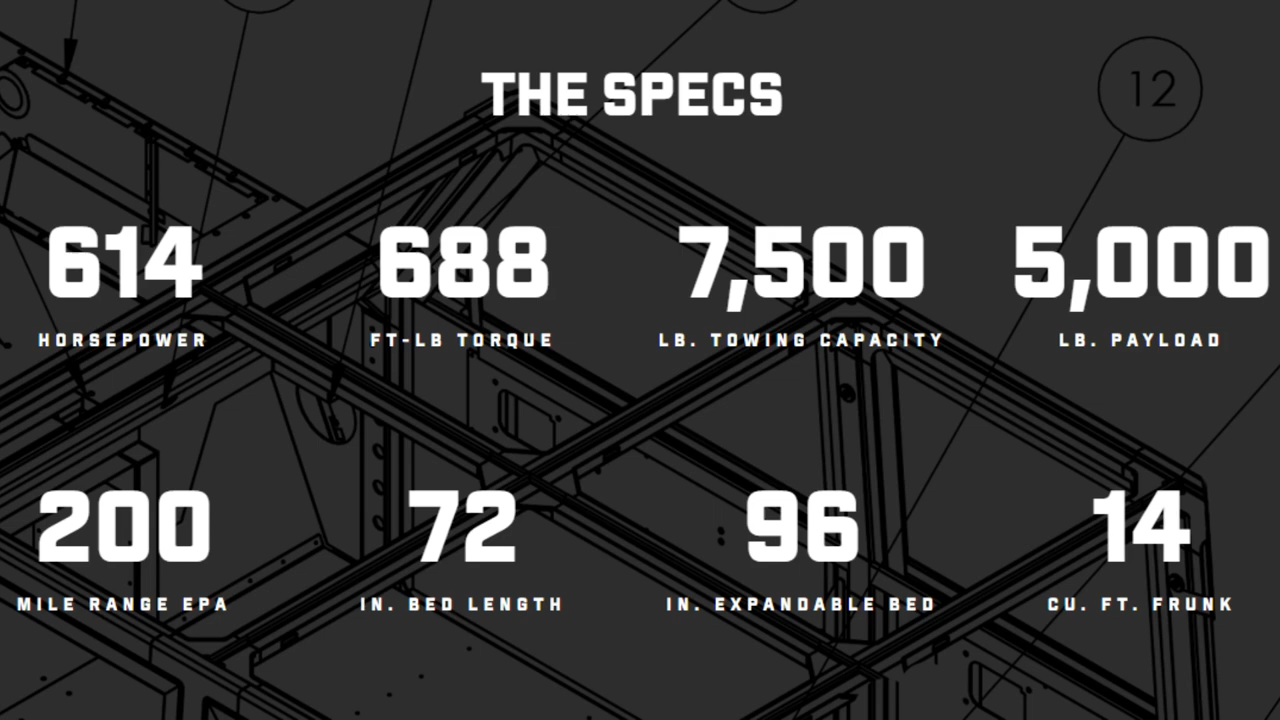 12
THE SPECS
614 688 7,500 5,000
HORSEPOWER FT-LB TORQUE LB. TOWING CAPACITY LB. PAYLOAD
200 72 96 14
MILE RANGE EPA IN. BED LENGTH IN. EXPANDABLE BED CU. FT. FRUNK